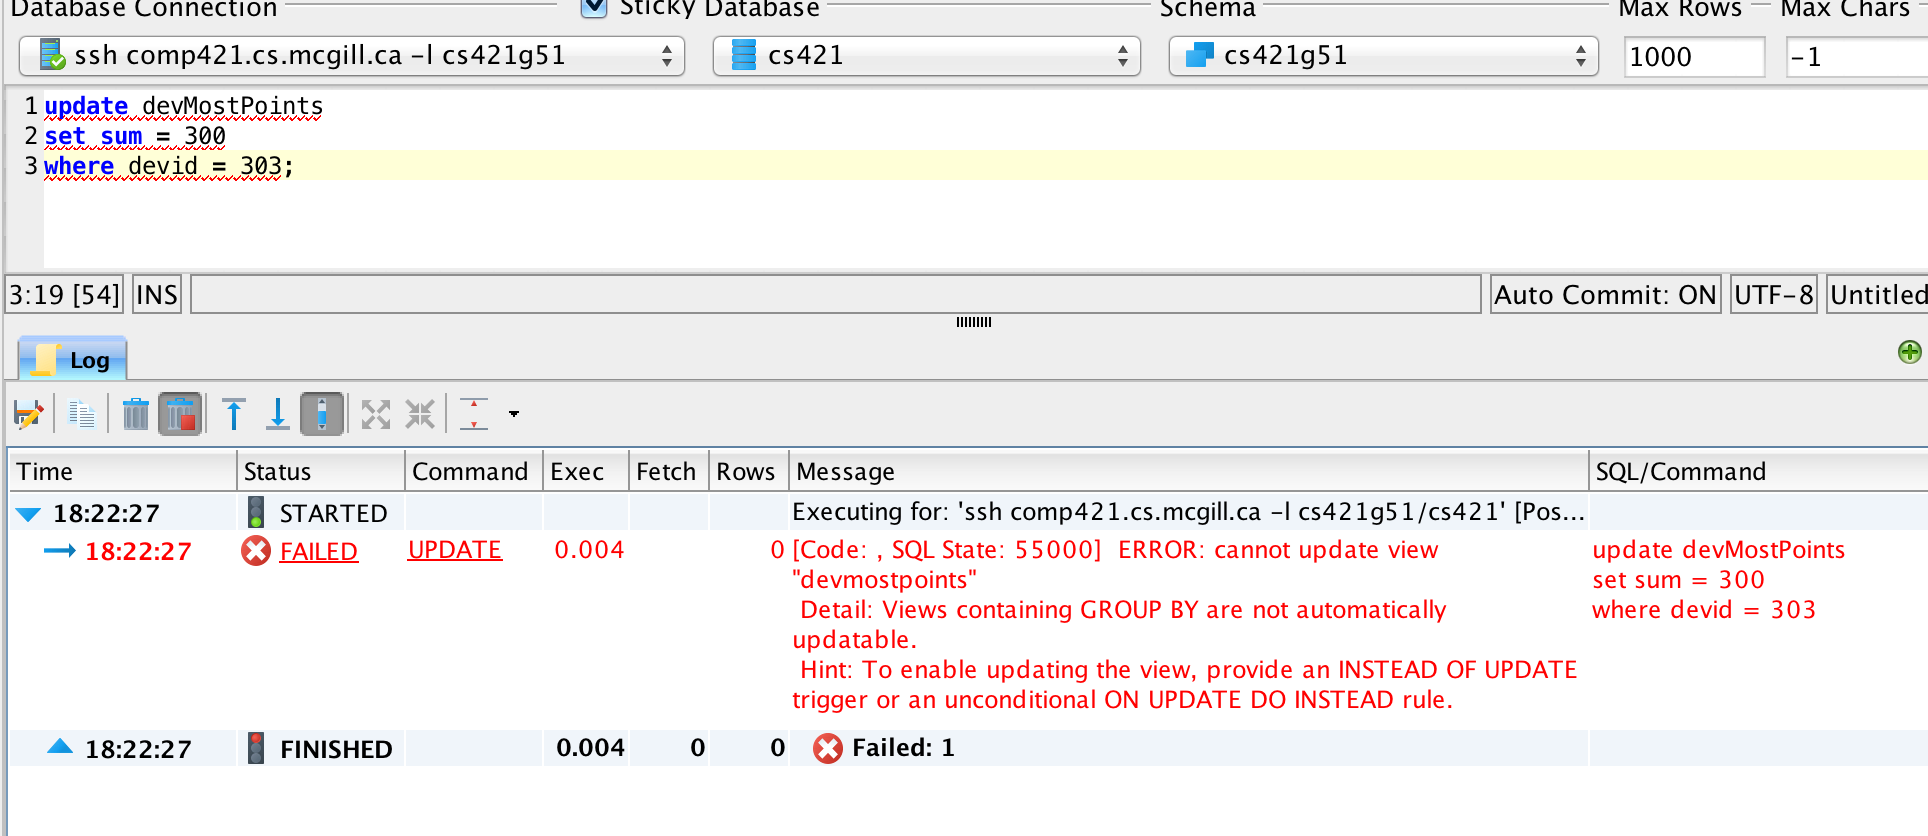 Database Connection Sticky Database Schema Max Rows Max Chars
ssh comp421.cs.mcgill.ca -l cs421g51 cs421 cs421g51 1000 -1
1 update devMostPoints
2 set sum = 300
3 where devid = 303;
3:19 [54] INS Auto Commit: ON UTF-8 Untitled
Log
Time Status Command Exec Fetch Rows Message SQL/Command
18:22:27 STARTED Executing for: 'ssh comp421.cs.mcgill.ca -l cs421g51/cs421' [Pos...
18:22:27 FAILED UPDATE 0.004 0 [Code: , SQL State: 55000] ERROR: cannot update view update devMostPoints
"devmostpoints" set sum = 300
Detail: Views containing GROUP BY are not automatically where devid = 303
updatable.
Hint: To enable updating the view, provide an INSTEAD OF UPDATE
trigger or an unconditional ON UPDATE DO INSTEAD rule.
18:22:27 FINISHED 0.004 0 0 Failed: 1